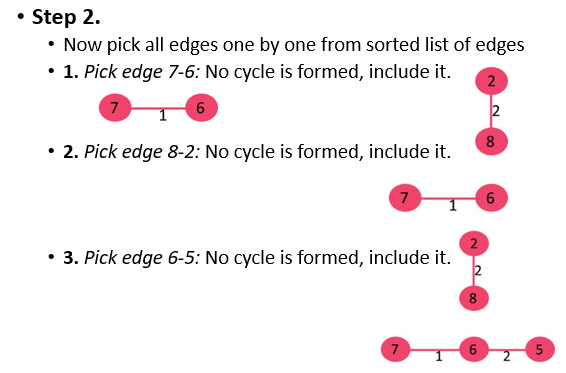 • Step 2.
• Now pick all edges one by one from sorted list of edges
• 1. Pick edge 7-6: No cycle is formed, include it.
7 1 6
2
2
8
• 2. Pick edge 8-2: No cycle is formed, include it.
7 1 6
• 3. Pick edge 6-5: No cycle is formed, include it.
2
2
8
7 1 6 2 5